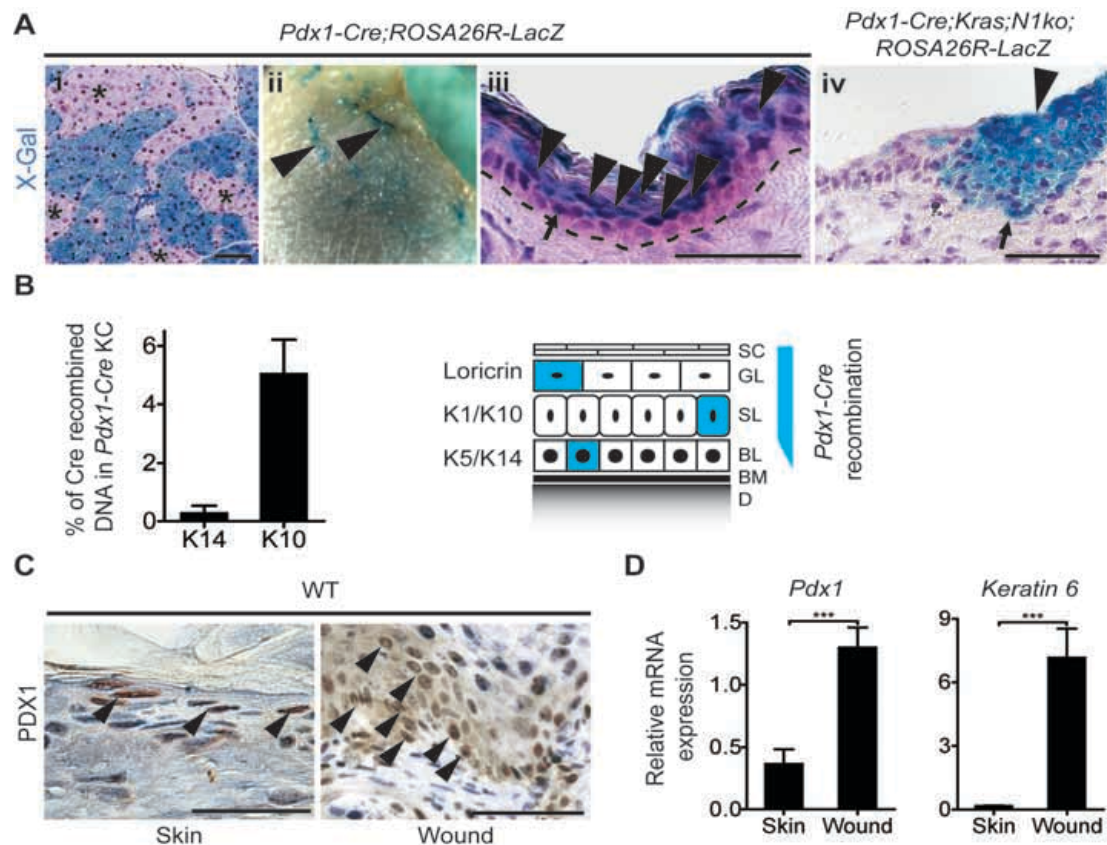 A
Pdx1-Cre;ROSA26R-LacZ
Pdx1-Cre;Kras;N1ko;
ROSA26R-LacZ
X-Gal
i
ii
iii
iv
*
*
*
*
B
% of Cre recombined
DNA in Pdx1-Cre KC
6
4
2
0
K14
K10
Loricrin
K1/K10
K5/K14
SC
GL
SL
BL
BM
D
Pdx1-Cre
recombination
C
WT
PDX1
Skin
Wound
D
Relative mRNA
expression
Pdx1
***
1.5
1.0
0.5
0.0
Skin Wound
Keratin 6
***
9
6
3
0
Skin Wound